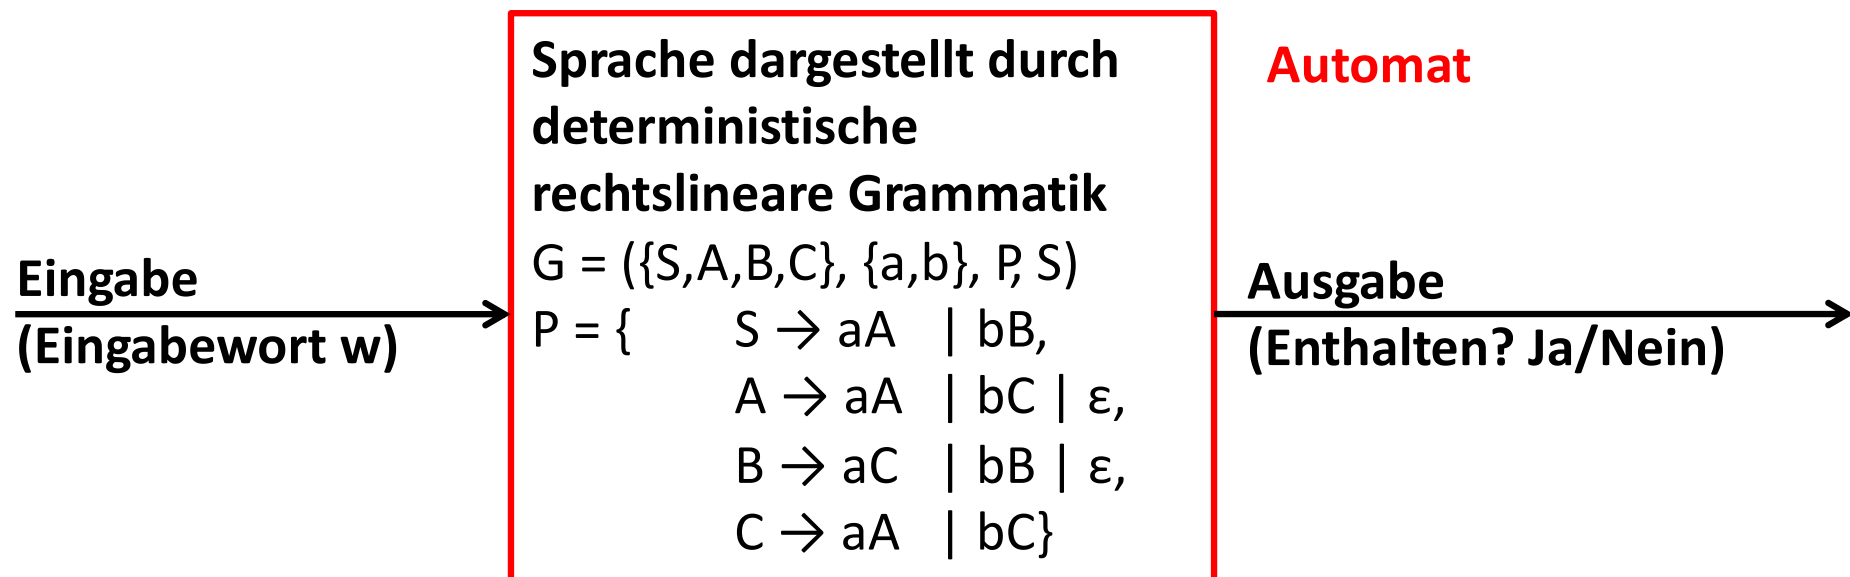 Sprache dargestellt durch
deterministische
rechtslineare Grammatik
G = ({S,A,B,C}, {a,b}, P, S)
P = { S → aA | bB,
A → aA | bC | ε,
B → aC | bB | ε,
C → aA | bC}
Automat
Eingabe
(Eingabewort w)
Ausgabe
(Enthalten? Ja/Nein)